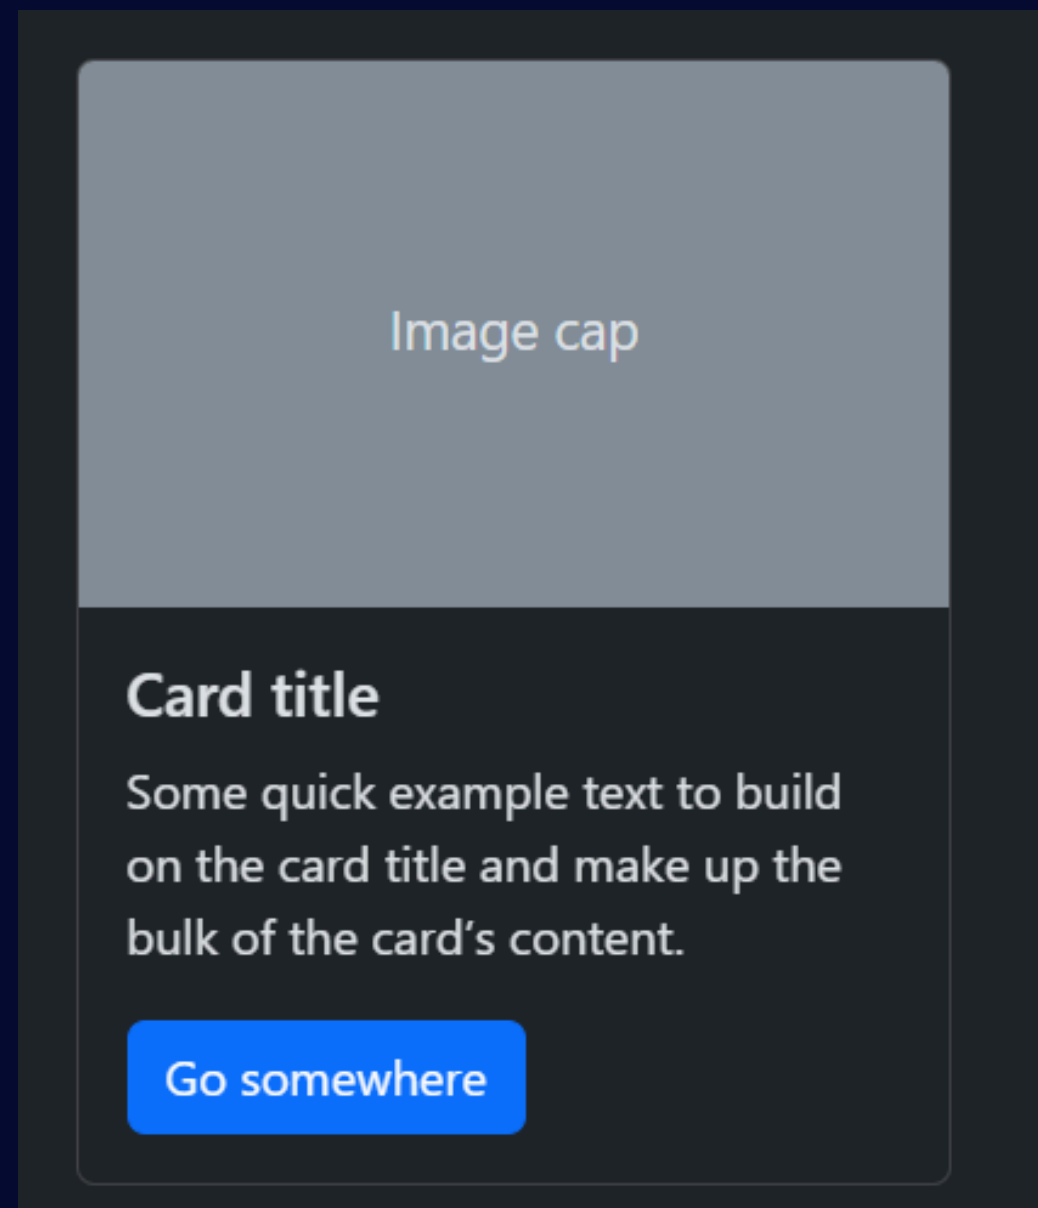 Image cap
Card title
Some quick example text to build
on the card title and make up the
bulk of the card’s content.
Go somewhere